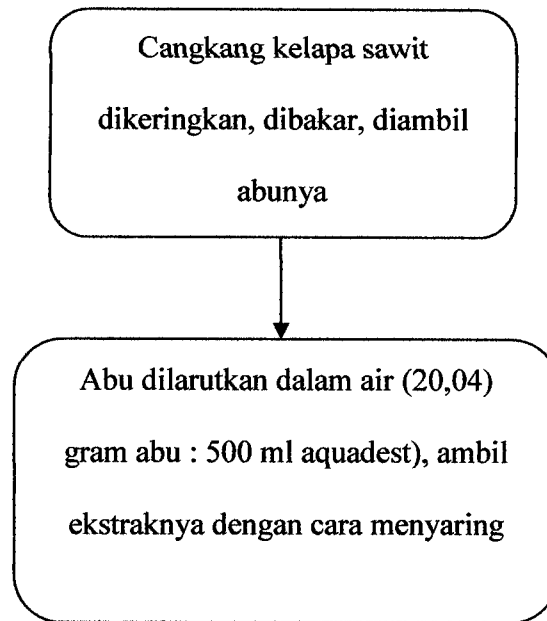 Cangkang kelapa sawit
dikeringkan, dibakar, diambil
abunya
Abu dilarutkan dalam air (20,04)
gram abu : 500 ml aquadest), ambil
ekstraknya dengan cara menyaring